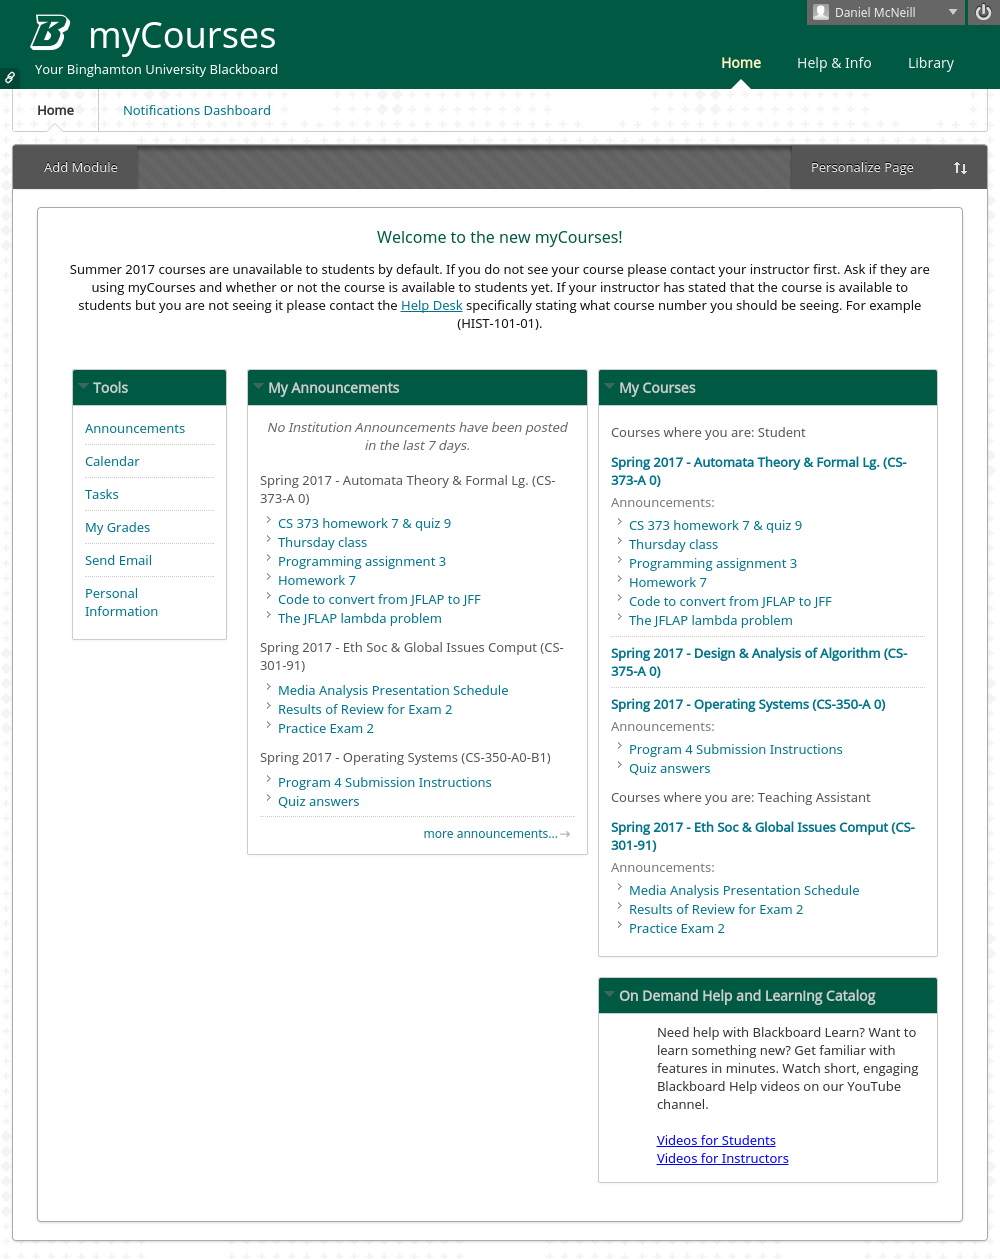 Daniel McNeill
myCourses
Your Binghamton University Blackboard
Home
Help & Info
Library
Home
Notifications Dashboard
Add Module
Personalize Page
Welcome to the new myCourses!
Summer 2017 courses are unavailable to students by default. If you do not see your course please contact your instructor first. Ask if they are
using myCourses and whether or not the course is available to students yet. If your instructor has stated that the course is available to
students but you are not seeing it please contact the Help Desk specifically stating what course number you should be seeing. For example
(HIST-101-01).
Tools
Announcements
Calendar
Tasks
My Grades
Send Email
Personal
Information
My Announcements
No Institution Announcements have been posted
in the last 7 days.
Spring 2017 - Automata Theory & Formal Lg. (CS-
373-A 0)
CS 373 homework 7 & quiz 9
Thursday class
Programming assignment 3
Homework 7
Code to convert from JFLAP to JFF
The JFLAP lambda problem
Spring 2017 - Eth Soc & Global Issues Comput (CS-
301-91)
Media Analysis Presentation Schedule
Results of Review for Exam 2
Practice Exam 2
Spring 2017 - Operating Systems (CS-350-A0-B1)
Program 4 Submission Instructions
Quiz answers
more announcements...
My Courses
Courses where you are: Student
Spring 2017 - Automata Theory & Formal Lg. (CS-
373-A 0)
Announcements:
CS 373 homework 7 & quiz 9
Thursday class
Programming assignment 3
Homework 7
Code to convert from JFLAP to JFF
The JFLAP lambda problem
Spring 2017 - Design & Analysis of Algorithm (CS-
375-A 0)
Spring 2017 - Operating Systems (CS-350-A 0)
Announcements:
Program 4 Submission Instructions
Quiz answers
Courses where you are: Teaching Assistant
Spring 2017 - Eth Soc & Global Issues Comput (CS-
301-91)
Announcements:
Media Analysis Presentation Schedule
Results of Review for Exam 2
Practice Exam 2
On Demand Help and Learning Catalog
Need help with Blackboard Learn? Want to
learn something new? Get familiar with
features in minutes. Watch short, engaging
Blackboard Help videos on our YouTube
channel.
Videos for Students
Videos for Instructors